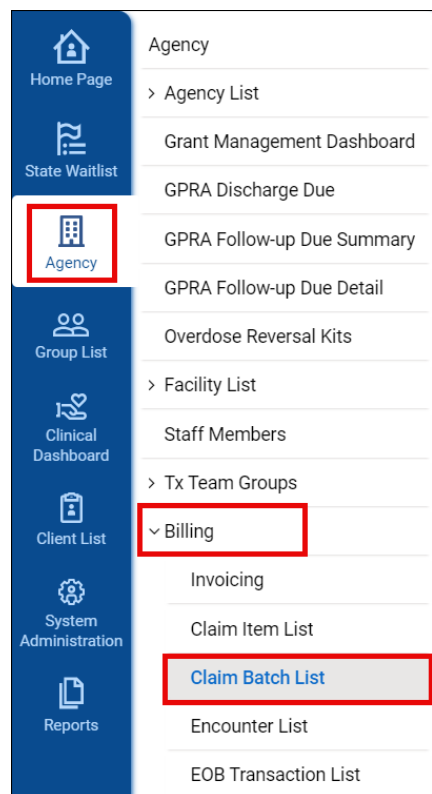 Home Page
State Waitlist
Agency
Group List
Clinical
Dashboard
Client List
System
Administration
Reports
Agency
Agency List
Grant Management Dashboard
GPRA Discharge Due
GPRA Follow-up Due Summary
GPRA Follow-up Due Detail
Overdose Reversal Kits
Facility List
Staff Members
Tx Team Groups
Billing
Invoicing
Claim Item List
Claim Batch List
Encounter List
EOB Transaction List